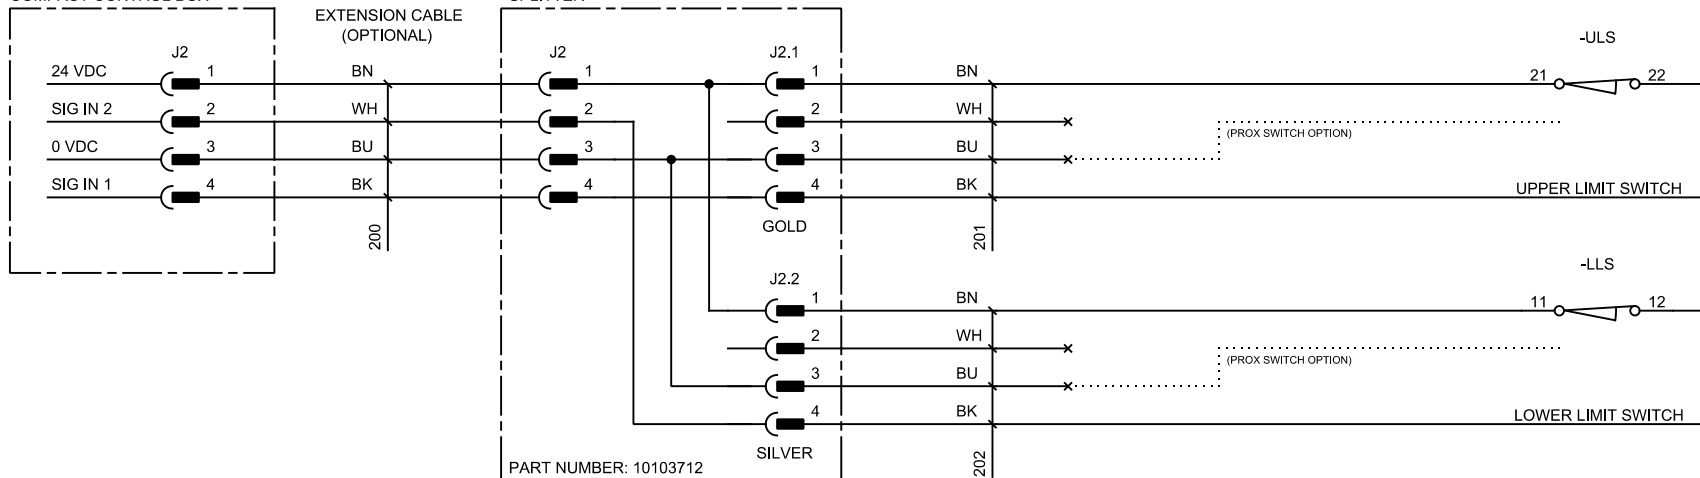 EXTENSION CABLE
(OPTIONAL)
-ULS
J2
J2
J2.1
24 VDC
1
BN
1
1
BN
21
22
SIG IN 2
2
WH
2
2
WH
(PROX SWITCH OPTION)
0 VDC
3
BU
3
3
BU
SIG IN 1
4
BK
4
4
BK
UPPER LIMIT SWITCH
GOLD
200
201
-LLS
J2.2
1
BN
11
12
2
WH
(PROX SWITCH OPTION)
3
BU
4
BK
LOWER LIMIT SWITCH
SILVER
202
PART NUMBER: 10103712